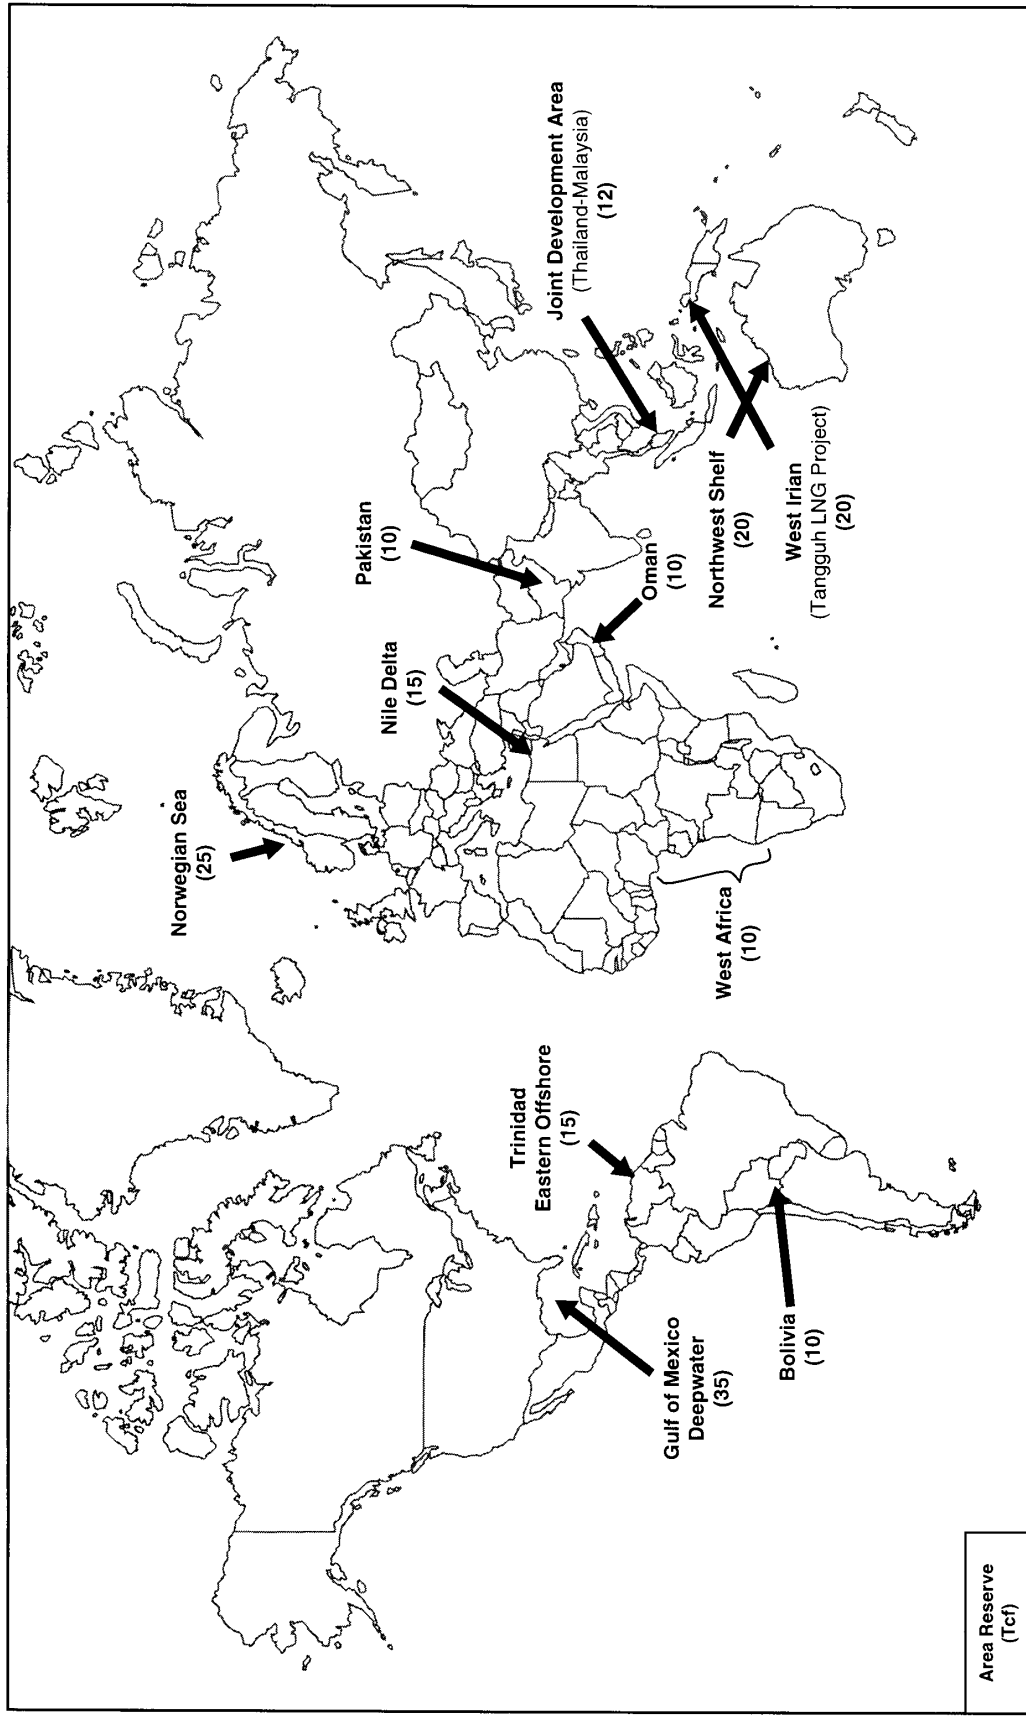 Norwegian Sea
(25)
Pakistan
(10)
Nile Delta
(15)
Joint Development Area
(Thailand-Malaysia)
(12)
Trinidad
Eastern Offshore
(15)
Oman
(10)
Gulf of Mexico
Deepwater
(35)
West Africa
(10)
Northwest Shelf
(20)
Bolivia
(10)
West Irian
(Tangguh LNG Project)
(20)
Area Reserve
(Tcf)